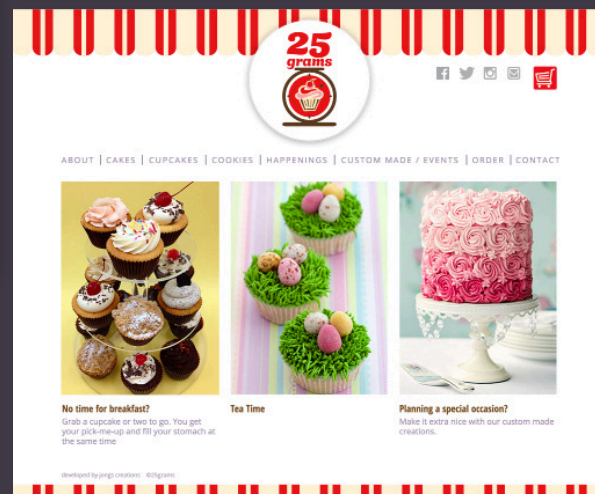 25
grams
ABOUT | CAKES | CUPCAKES | COOKIES | HAPPENINGS | CUSTOM MADE / EVENTS | ORDER | CONTACT
No time for breakfast?
Grab a cupcake or two to go. You get
your pick-me-up and fill your stomach at
the same time
Tea Time
Planning a special occasion?
Make it extra nice with our custom made
creations.
developed by jongs creations ©25grams